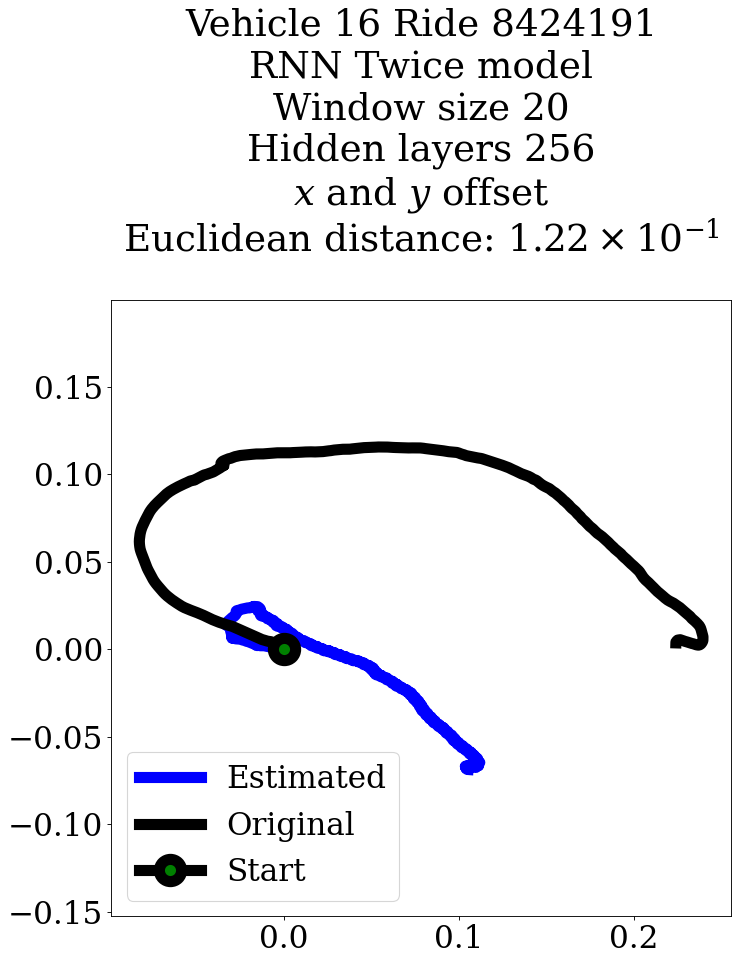 Vehicle 16 Ride 8424191
RNN Twice model
Window size 20
Hidden layers 256
x and y offset
Euclidean distance: 1.22 × 10⁻¹
0.15
0.10
0.05
0.00
−0.05
−0.10
−0.15
Estimated
Original
Start
0.0 0.1 0.2